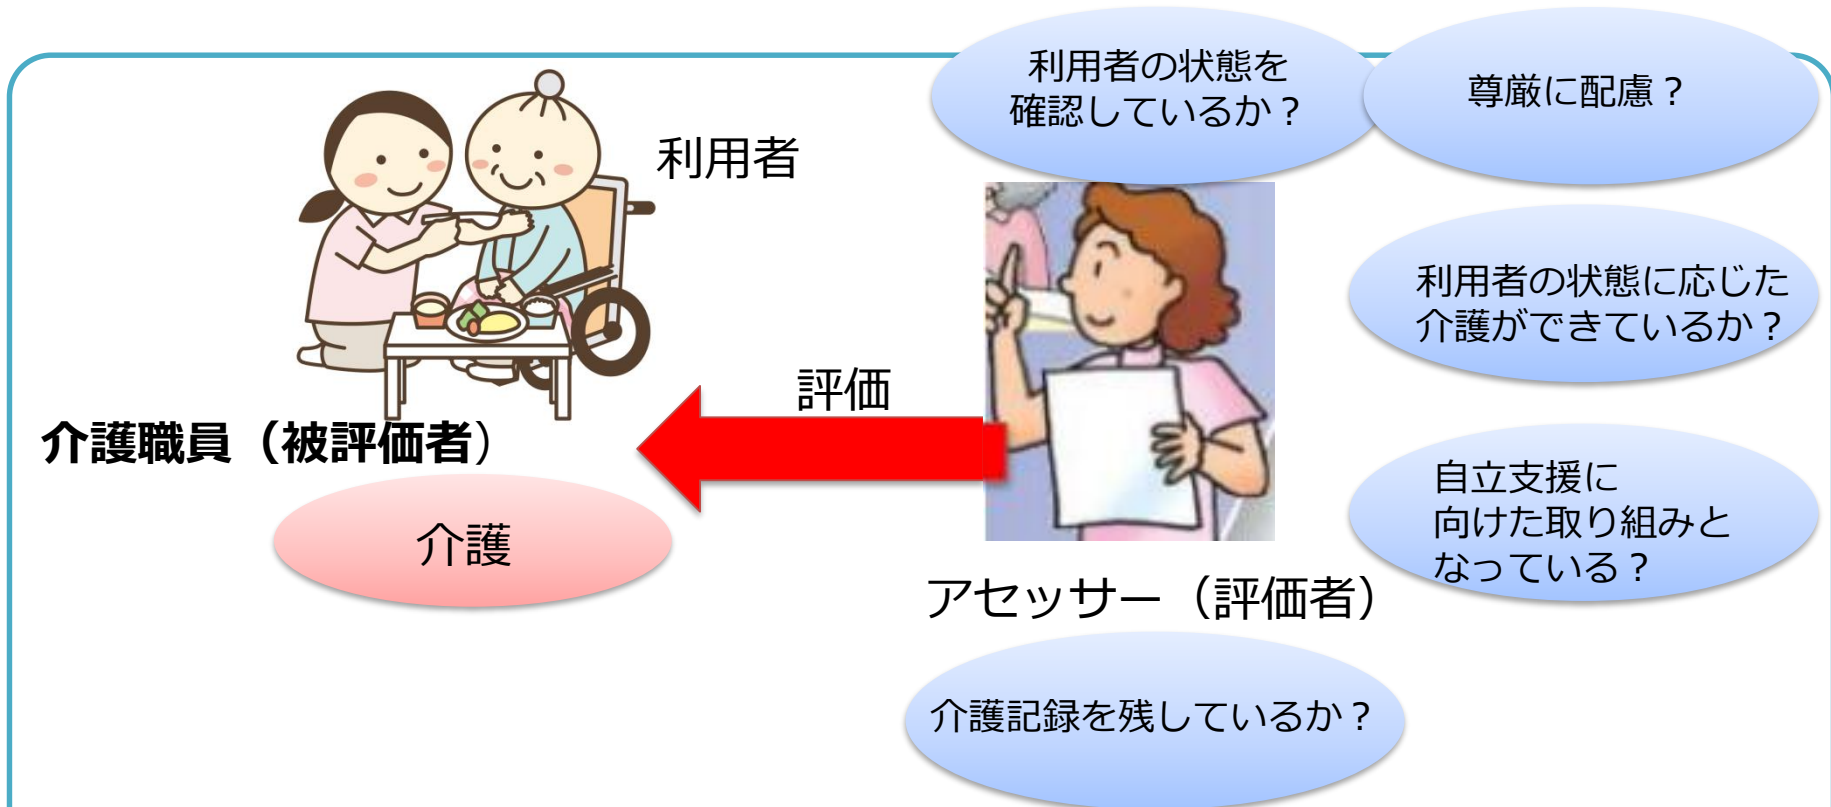 利用者の状態を
確認しているか？
尊厳に配慮？
利用者
利用者の状態に応じた
介護ができているか？
評価
介護職員（被評価者）
自立支援に
向けた取り組みと
なっている？
介護
アセッサー（評価者）
介護記録を残しているか？